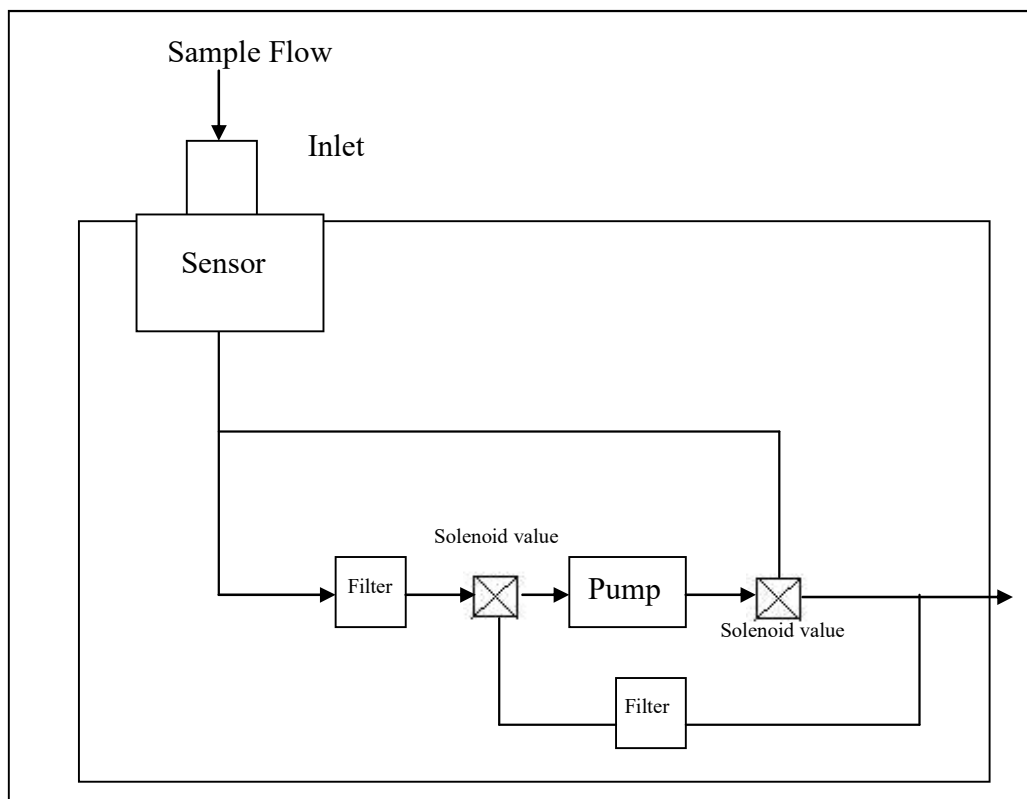 Sample Flow
Inlet
Sensor
Solenoid value
Filter
Pump
Solenoid value
Filter